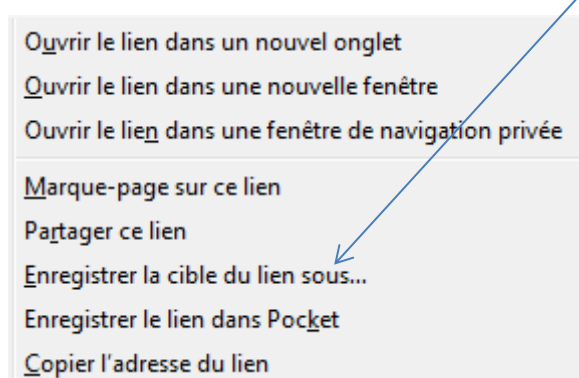 Ouvrir le lien dans un nouvel onglet
Ouvrir le lien dans une nouvelle fenêtre
Ouvrir le lien dans une fenêtre de navigation privée
Marque-page sur ce lien
Partager ce lien
Enregistrer la cible du lien sous...
Enregistrer le lien dans Pocket
Copier l'adresse du lien